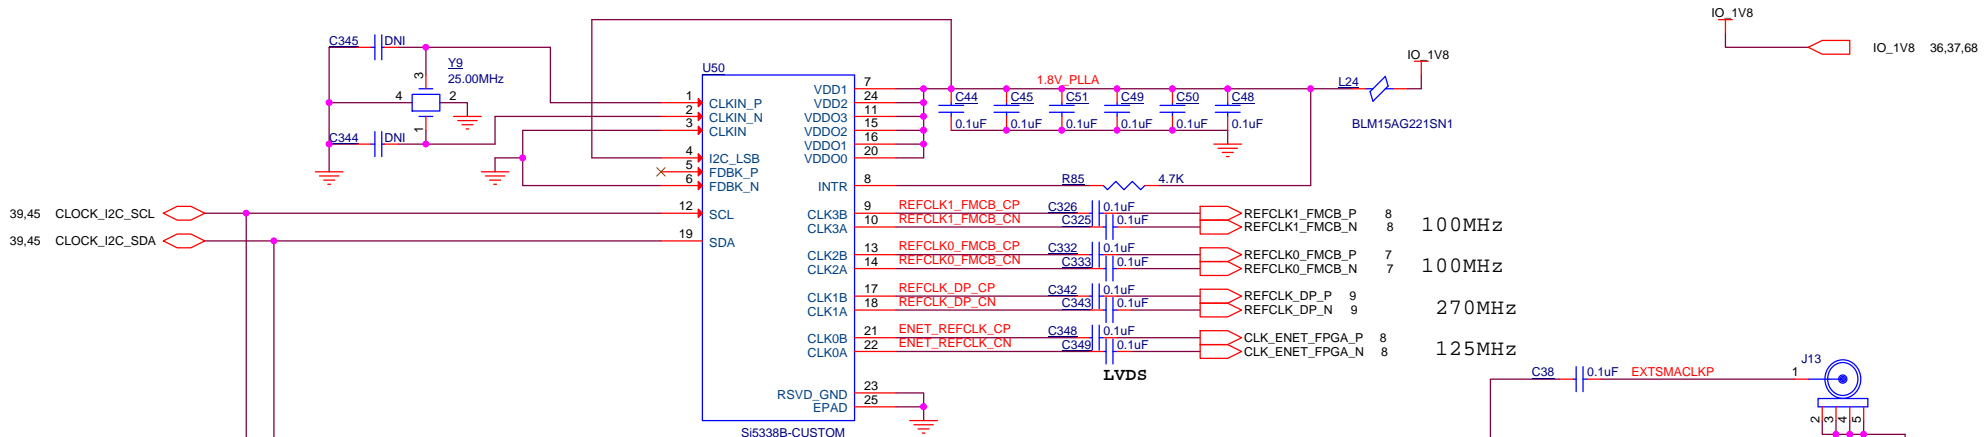 IO_1V8
IO_1V8 36,37,68
C345 DNI
Y9
25.00MHz
3
4 2
1
C344 DNI
U50
1 CLKIN_P
2 CLKIN_N
3 CLKIN
4 I2C_LSB
5 FDBK_P
6 FDBK_N
12 SCL
19 SDA
39,45 CLOCK_I2C_SCL
39,45 CLOCK_I2C_SDA
VDD1 7
VDD2 24
VDDO3 11
VDDO2 15
VDDO1 16
VDDO0 20
INTR 8
CLK3B 9
CLK3A 10
CLK2B 13
CLK2A 14
CLK1B 17
CLK1A 18
CLK0B 21
CLK0A 22
RSVD_GND 23
EPAD 25
Si5338B-CUSTOM
1.8V_PLLA
C44 C45 C51 C49 C50 C48
0.1uF 0.1uF 0.1uF 0.1uF 0.1uF 0.1uF
L24
IO_1V8
BLM15AG221SN1
R85 4.7K
REFCLK1_FMCB_CP C326 0.1uF REFCLK1_FMCB_P 8
REFCLK1_FMCB_CN C325 0.1uF REFCLK1_FMCB_N 8
100MHz
REFCLK0_FMCB_CP C332 0.1uF REFCLK0_FMCB_P 7
REFCLK0_FMCB_CN C333 0.1uF REFCLK0_FMCB_N 7
100MHz
REFCLK_DP_CP C342 0.1uF REFCLK_DP_P 9
REFCLK_DP_CN C343 0.1uF REFCLK_DP_N 9
270MHz
ENET_REFCLK_CP C348 0.1uF CLK_ENET_FPGA_P 8
ENET_REFCLK_CN C349 0.1uF CLK_ENET_FPGA_N 8
125MHz
LVDS
C38 0.1uF EXTSMACLKP 1
J13
2 3 4 5